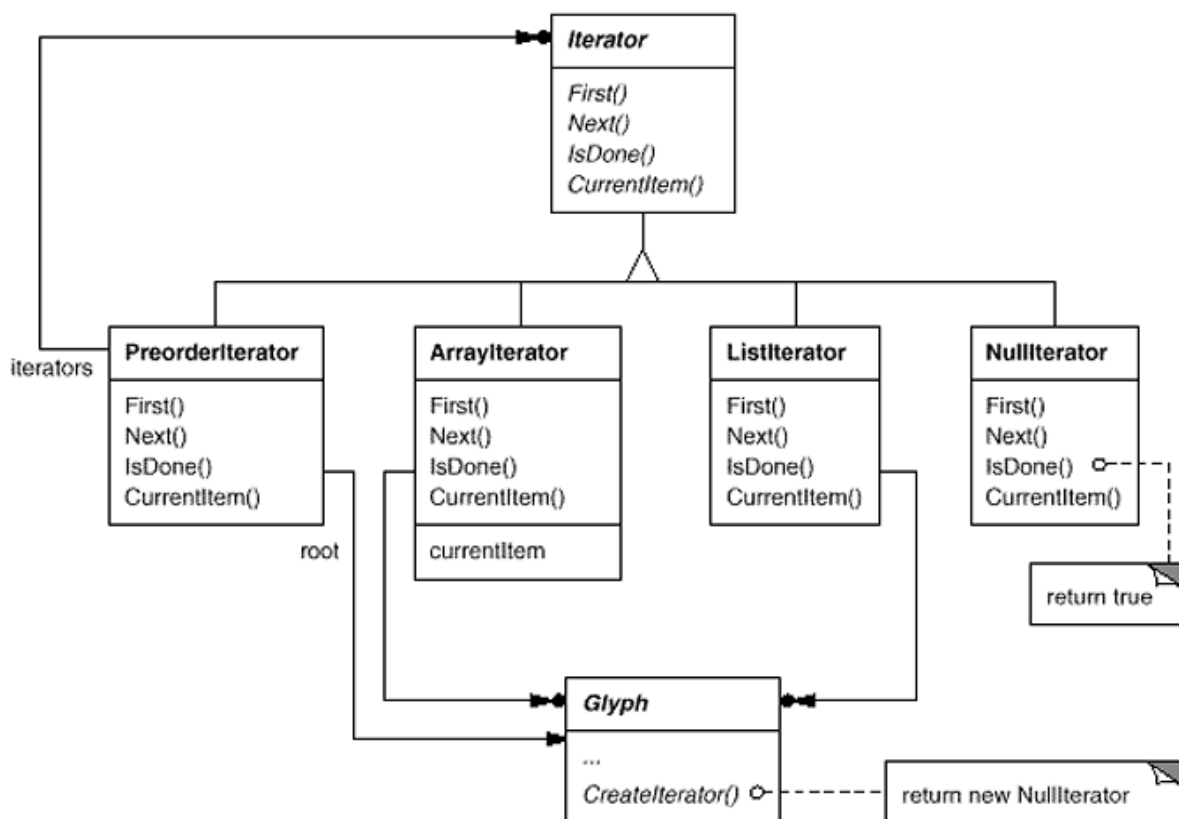 Iterator
First()
Next()
IsDone()
CurrentItem()
iterators
PreorderIterator
First()
Next()
IsDone()
CurrentItem()
root
ArrayIterator
First()
Next()
IsDone()
CurrentItem()
currentItem
ListIterator
First()
Next()
IsDone()
CurrentItem()
NullIterator
First()
Next()
IsDone()
CurrentItem()
return true
Glyph
...
CreateIterator()
return new NullIterator